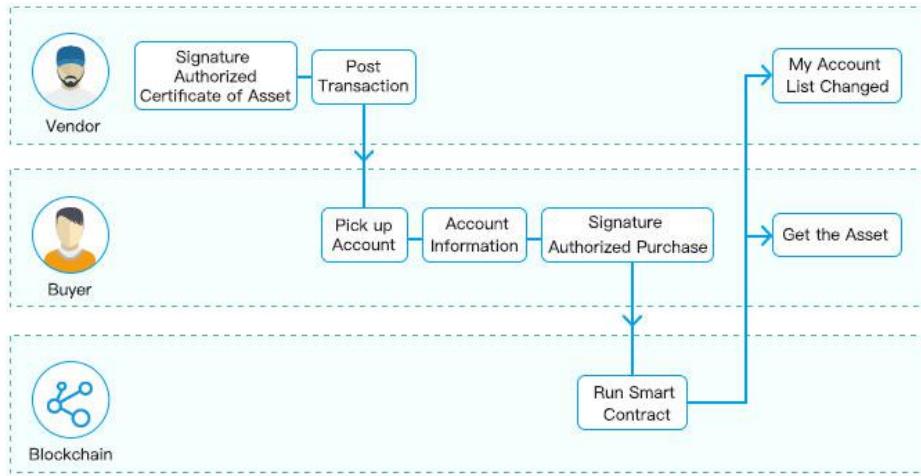 Signature
Authorized
Certificate of Asset
Post
Transaction
My Account
List Changed
Vendor
Pick up
Account
Account
Information
Signature
Authorized Purchase
Get the Asset
Buyer
Run Smart
Contract
Blockchain